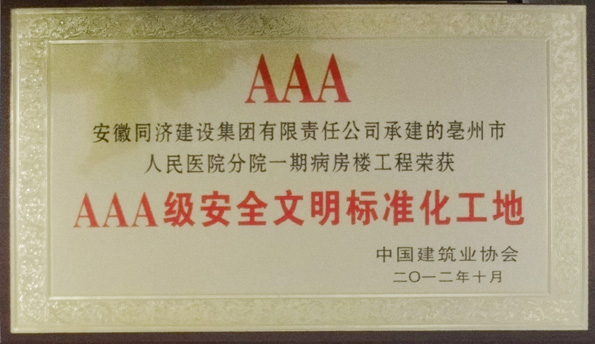 AAA
安徽同济建设集团有限责任公司承建的亳州市
人民医院分院一期病房楼工程荣获
AAA级安全文明标准化工地
中国建筑业协会
二〇一二年十月